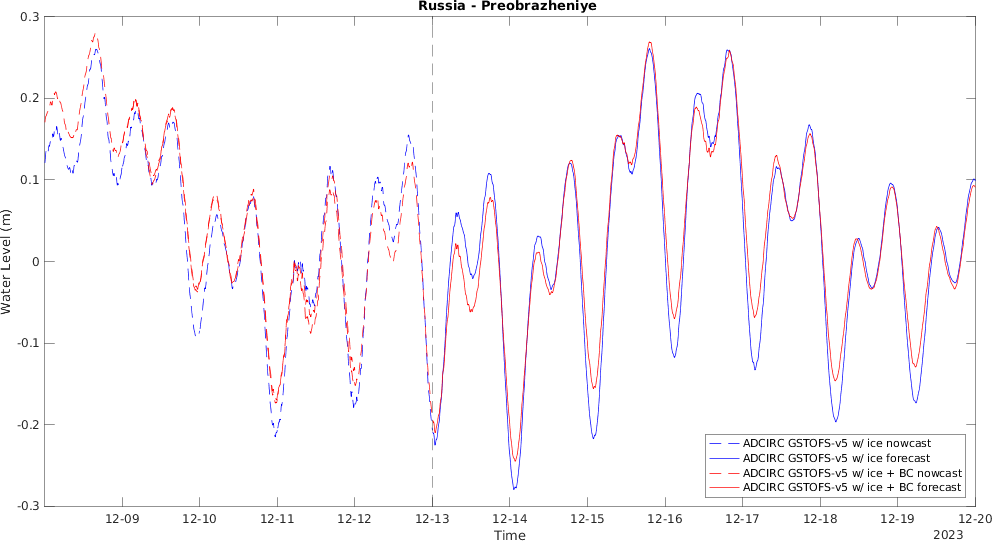 Russia - Preobrazheniye
0.3
0.2
0.1
0
-0.1
-0.2
-0.3
Water Level (m)
ADCIRC GSTOFS-v5 w/ ice nowcast
ADCIRC GSTOFS-v5 w/ ice forecast
ADCIRC GSTOFS-v5 w/ ice + BC nowcast
ADCIRC GSTOFS-v5 w/ ice + BC forecast
12-09 12-10 12-11 12-12 12-13 12-14 12-15 12-16 12-17 12-18 12-19 12-20
Time
2023